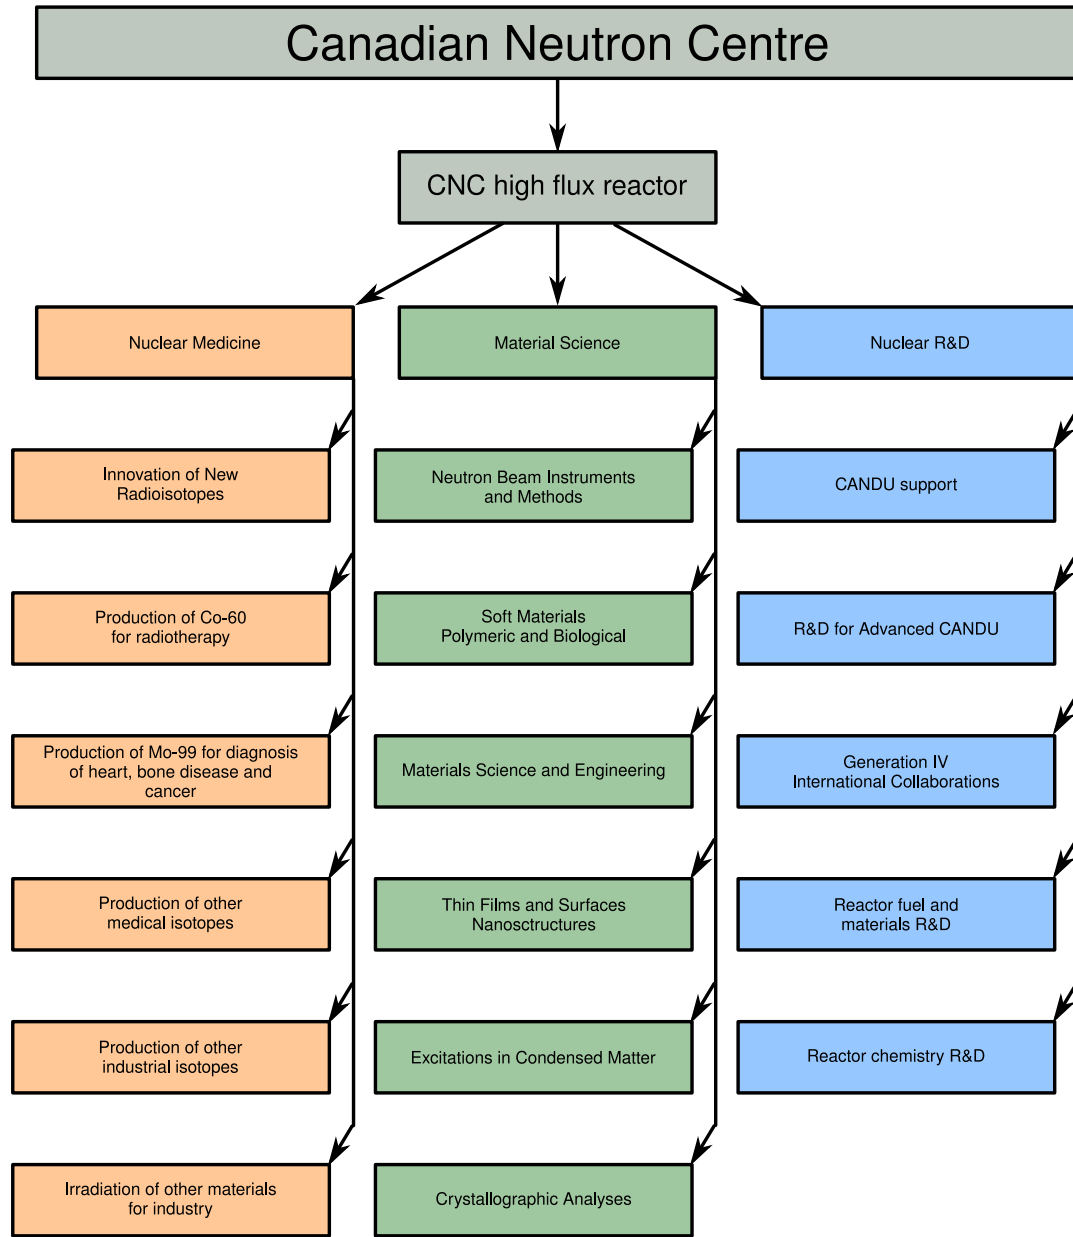 Canadian Neutron Centre
CNC high flux reactor
Nuclear Medicine
Material Science
Nuclear R&D
Innovation of New
Radioisotopes
Neutron Beam Instruments
and Methods
CANDU support
Production of Co-60
for radiotherapy
Soft Materials
Polymeric and Biological
R&D for Advanced CANDU
Production of Mo-99 for diagnosis
of heart, bone disease and
cancer
Materials Science and Engineering
Generation IV
International Collaborations
Production of other
medical isotopes
Thin Films and Surfaces
Nanosctructures
Reactor fuel and
materials R&D
Production of other
industrial isotopes
Excitations in Condensed Matter
Reactor chemistry R&D
Irradiation of other materials
for industry
Crystallographic Analyses